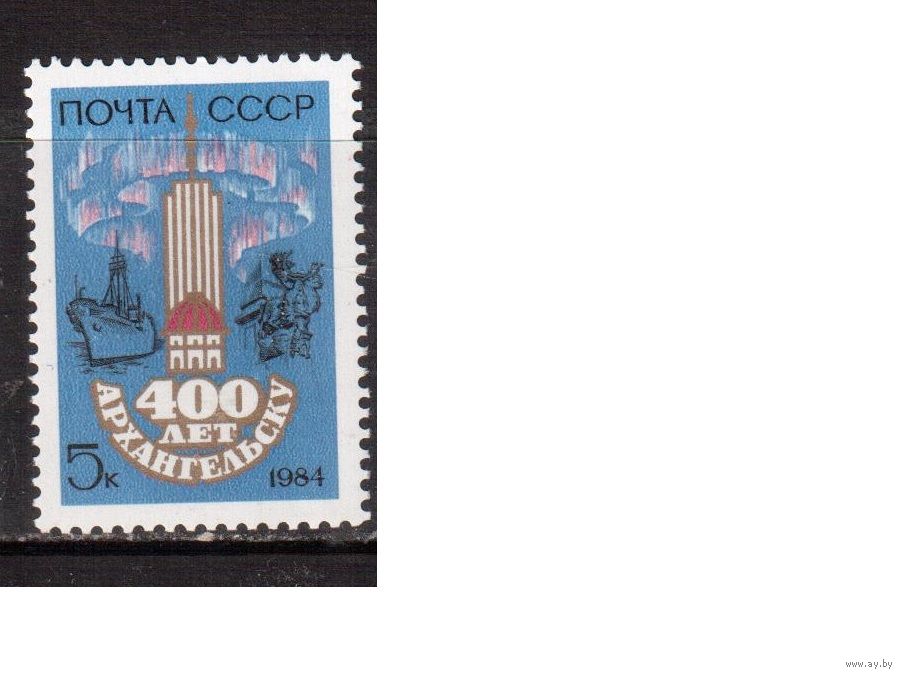 ПОЧТА СССР
400
ЛЕТ
АРХАНГЕЛЬСКУ
5к
1984
www.ay.by